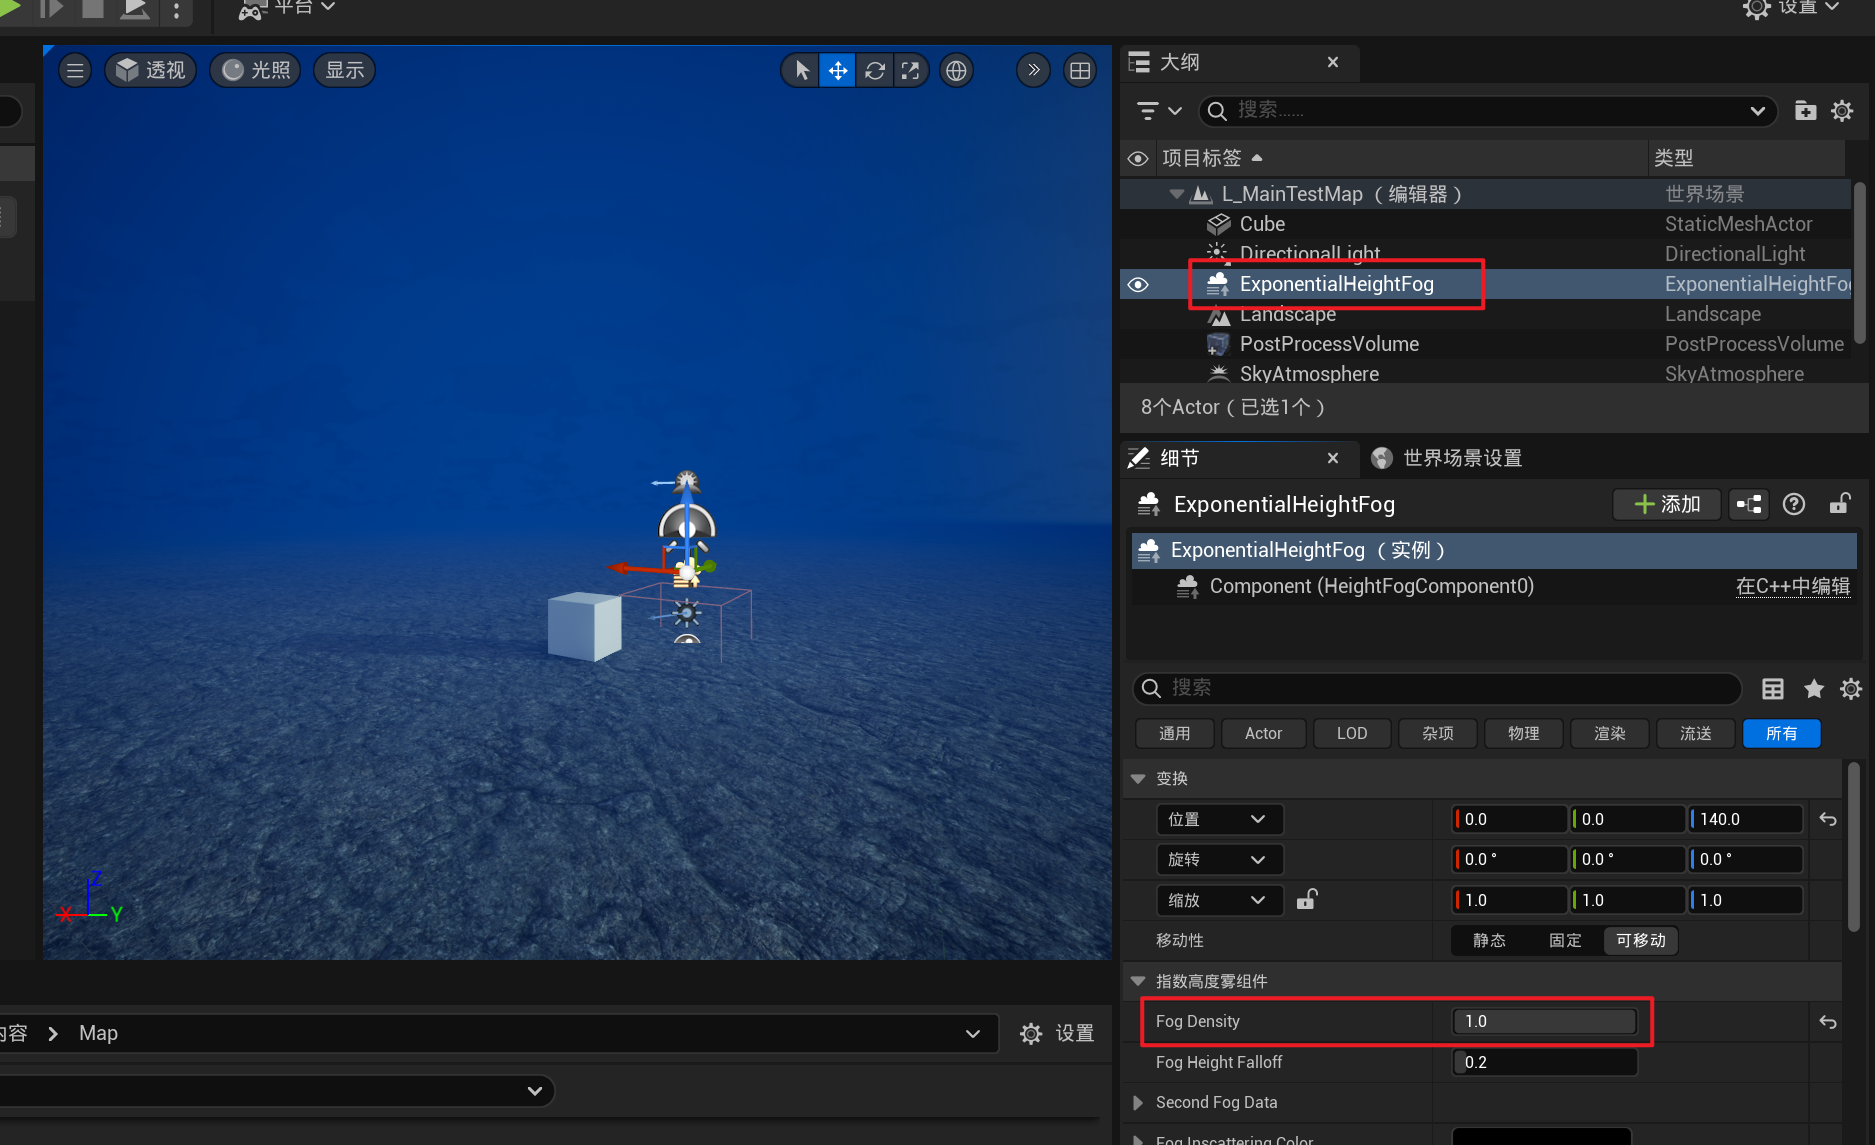 平台
设置
透视
光照
显示
大纲
搜索......
项目标签
类型
L_MainTestMap （编辑器）
世界场景
Cube
StaticMeshActor
DirectionalLight
DirectionalLight
ExponentialHeightFog
ExponentialHeightFo
Landscape
Landscape
PostProcessVolume
PostProcessVolume
SkyAtmosphere
SkyAtmosphere
8个Actor（已选1个）
细节
世界场景设置
ExponentialHeightFog
添加
ExponentialHeightFog （实例）
Component (HeightFogComponent0)
在C++中编辑
搜索
通用
Actor
LOD
杂项
物理
渲染
流送
所有
变换
位置
0.0
0.0
140.0
旋转
0.0 °
0.0 °
0.0 °
缩放
1.0
1.0
1.0
移动性
静态
固定
可移动
指数高度雾组件
Fog Density
1.0
Fog Height Falloff
0.2
Second Fog Data
Fog Inscattering Color
Z
X
Y
内容
Map
设置